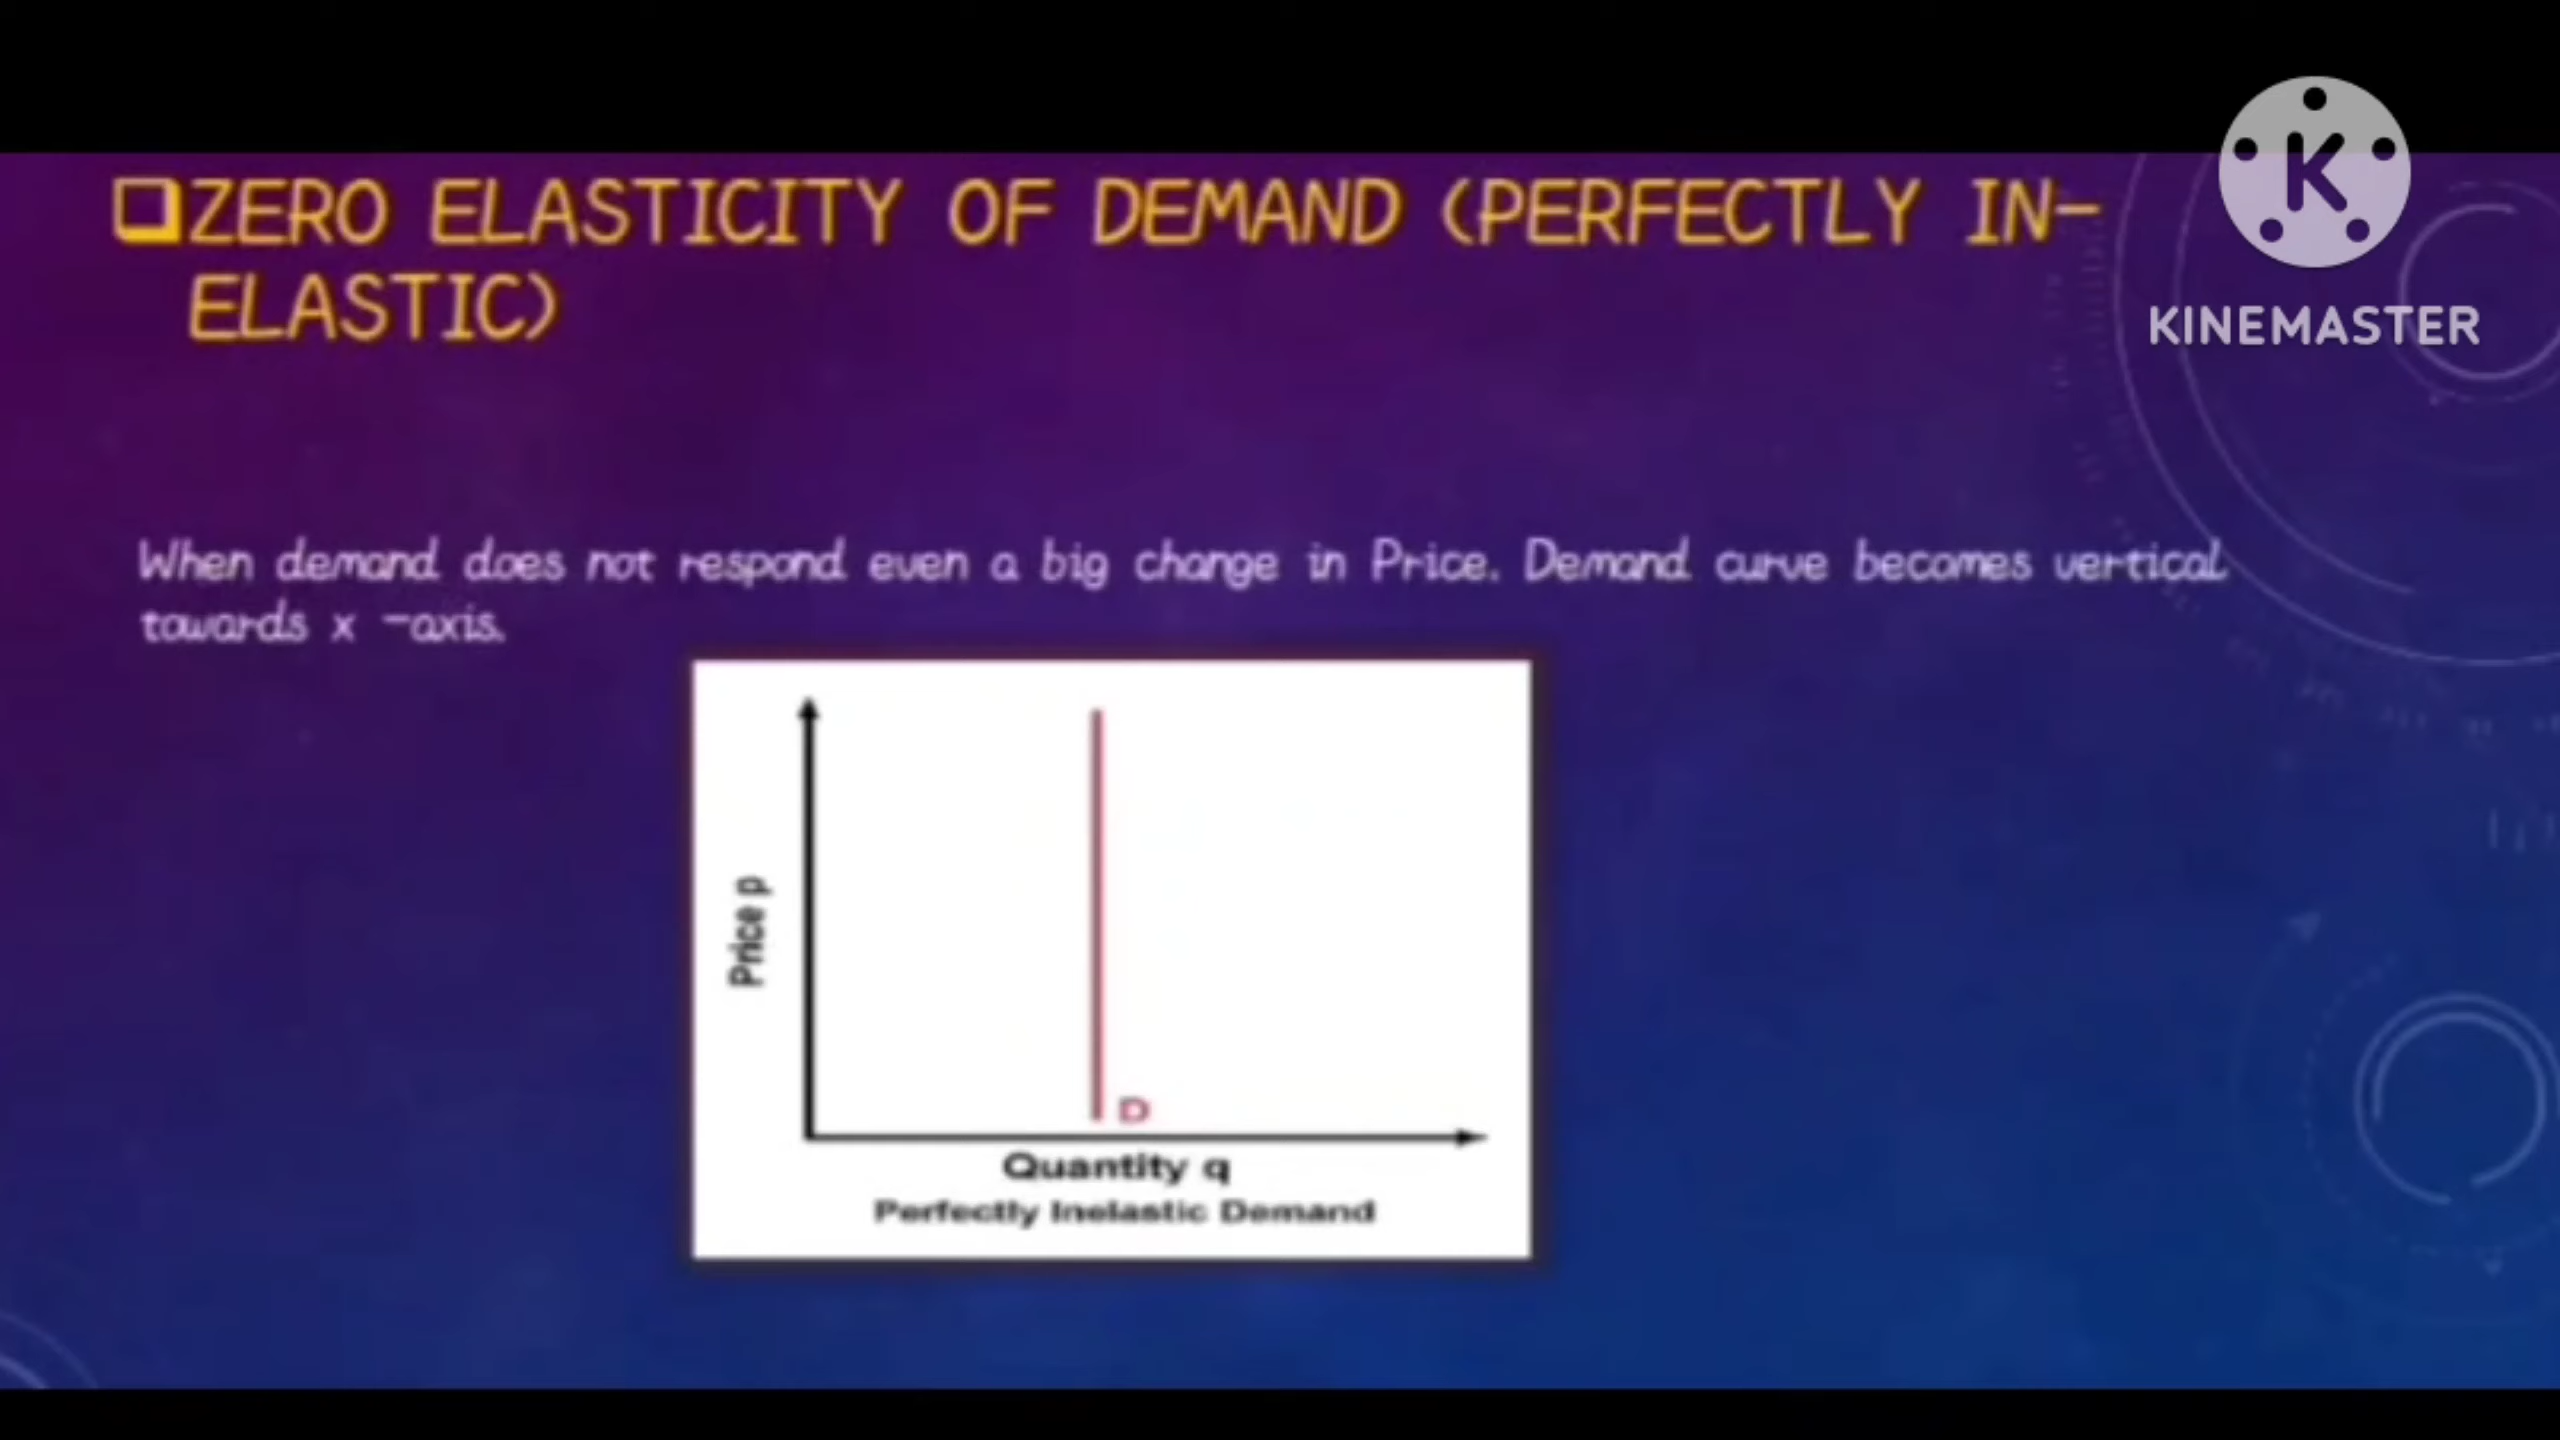 ZERO ELASTICITY OF DEMAND (PERFECTLY IN-
ELASTIC)
K
KINEMASTER
When demand does not respond even a big change in Price. Demand curve becomes vertical
towards x -axis.
Price p
D
Quantity q
Perfectly Inelastic Demand